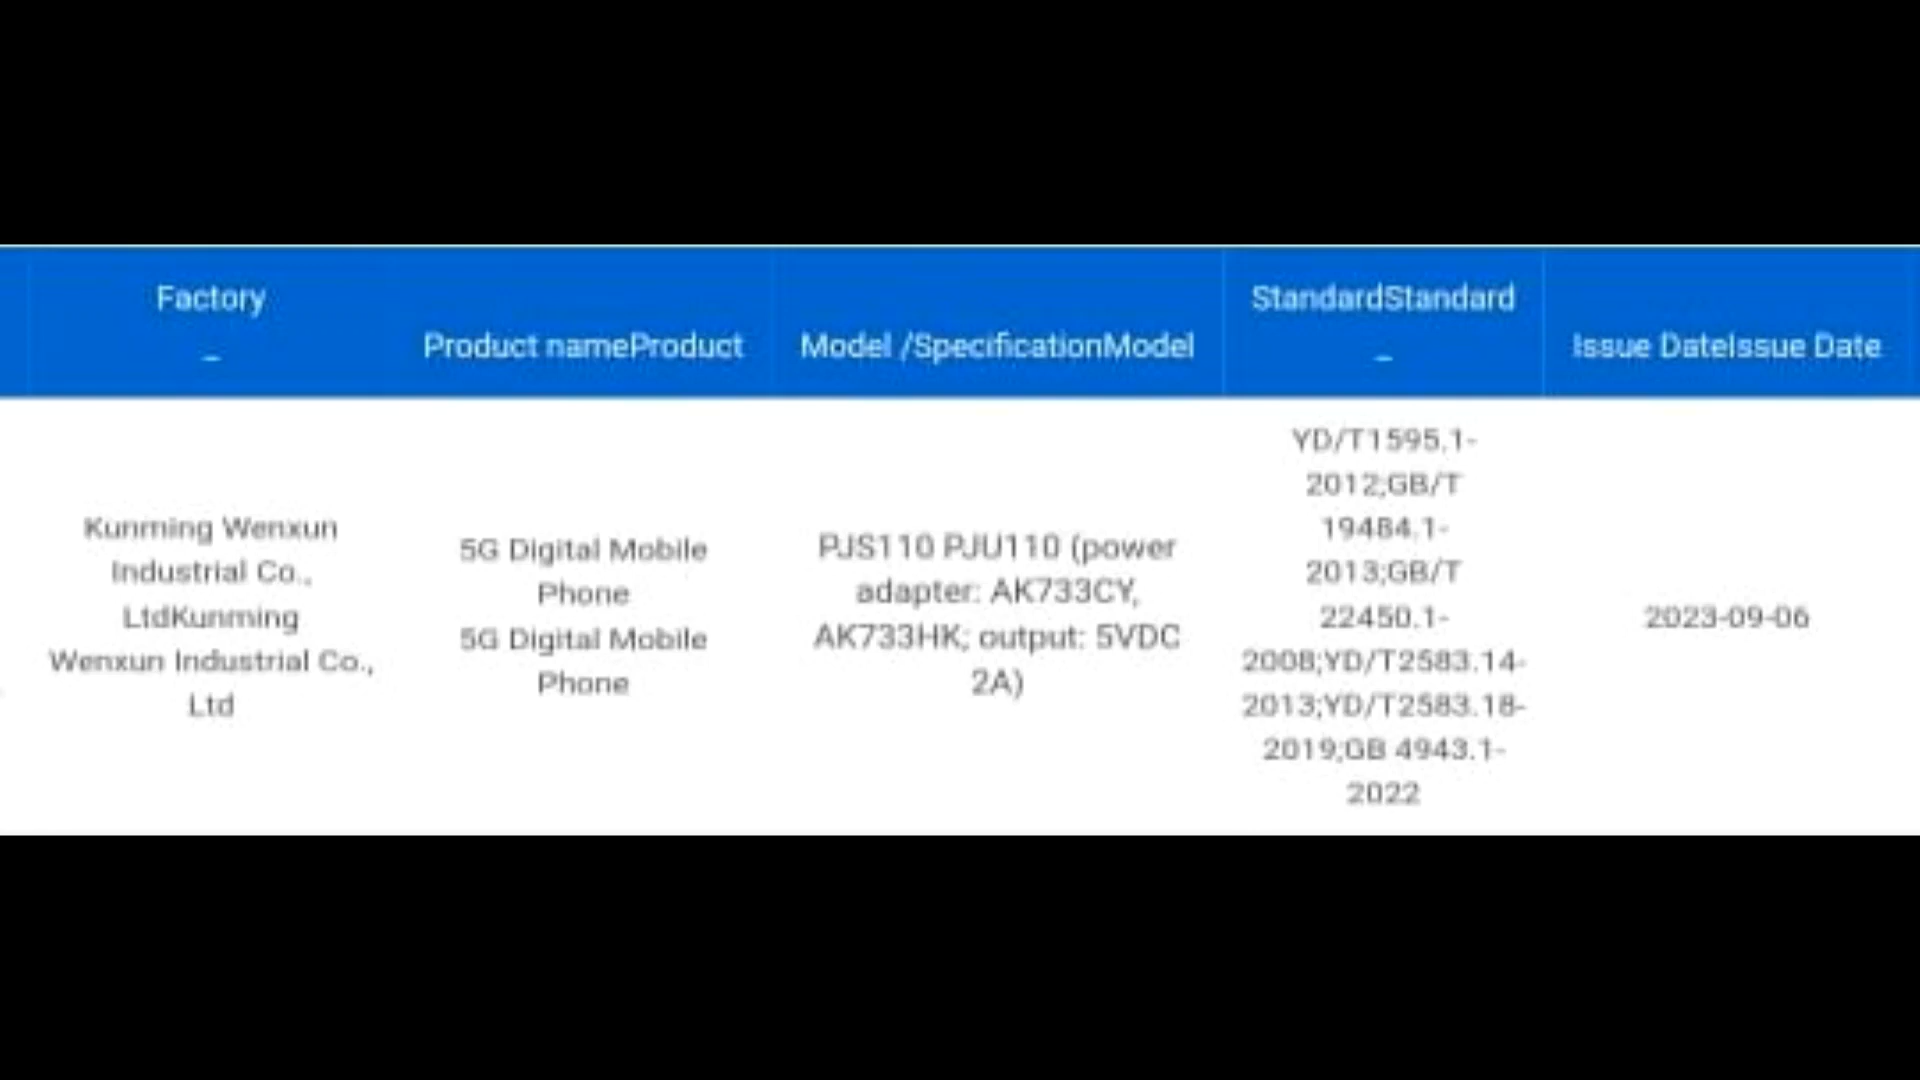 Factory
_
Product nameProduct
Model /SpecificationModel
StandardStandard
_
Issue DateIssue Date
Kunming Wenxun
Industrial Co.,
LtdKunming
Wenxun Industrial Co.,
Ltd
5G Digital Mobile
Phone
5G Digital Mobile
Phone
PJS110 PJU110 (power
adapter: AK733CY,
AK733HK; output: 5VDC
2A)
YD/T1595.1-
2012;GB/T
19484.1-
2013;GB/T
22450.1-
2008;YD/T2583.14-
2013;YD/T2583.18-
2019;GB 4943.1-
2022
2023-09-06